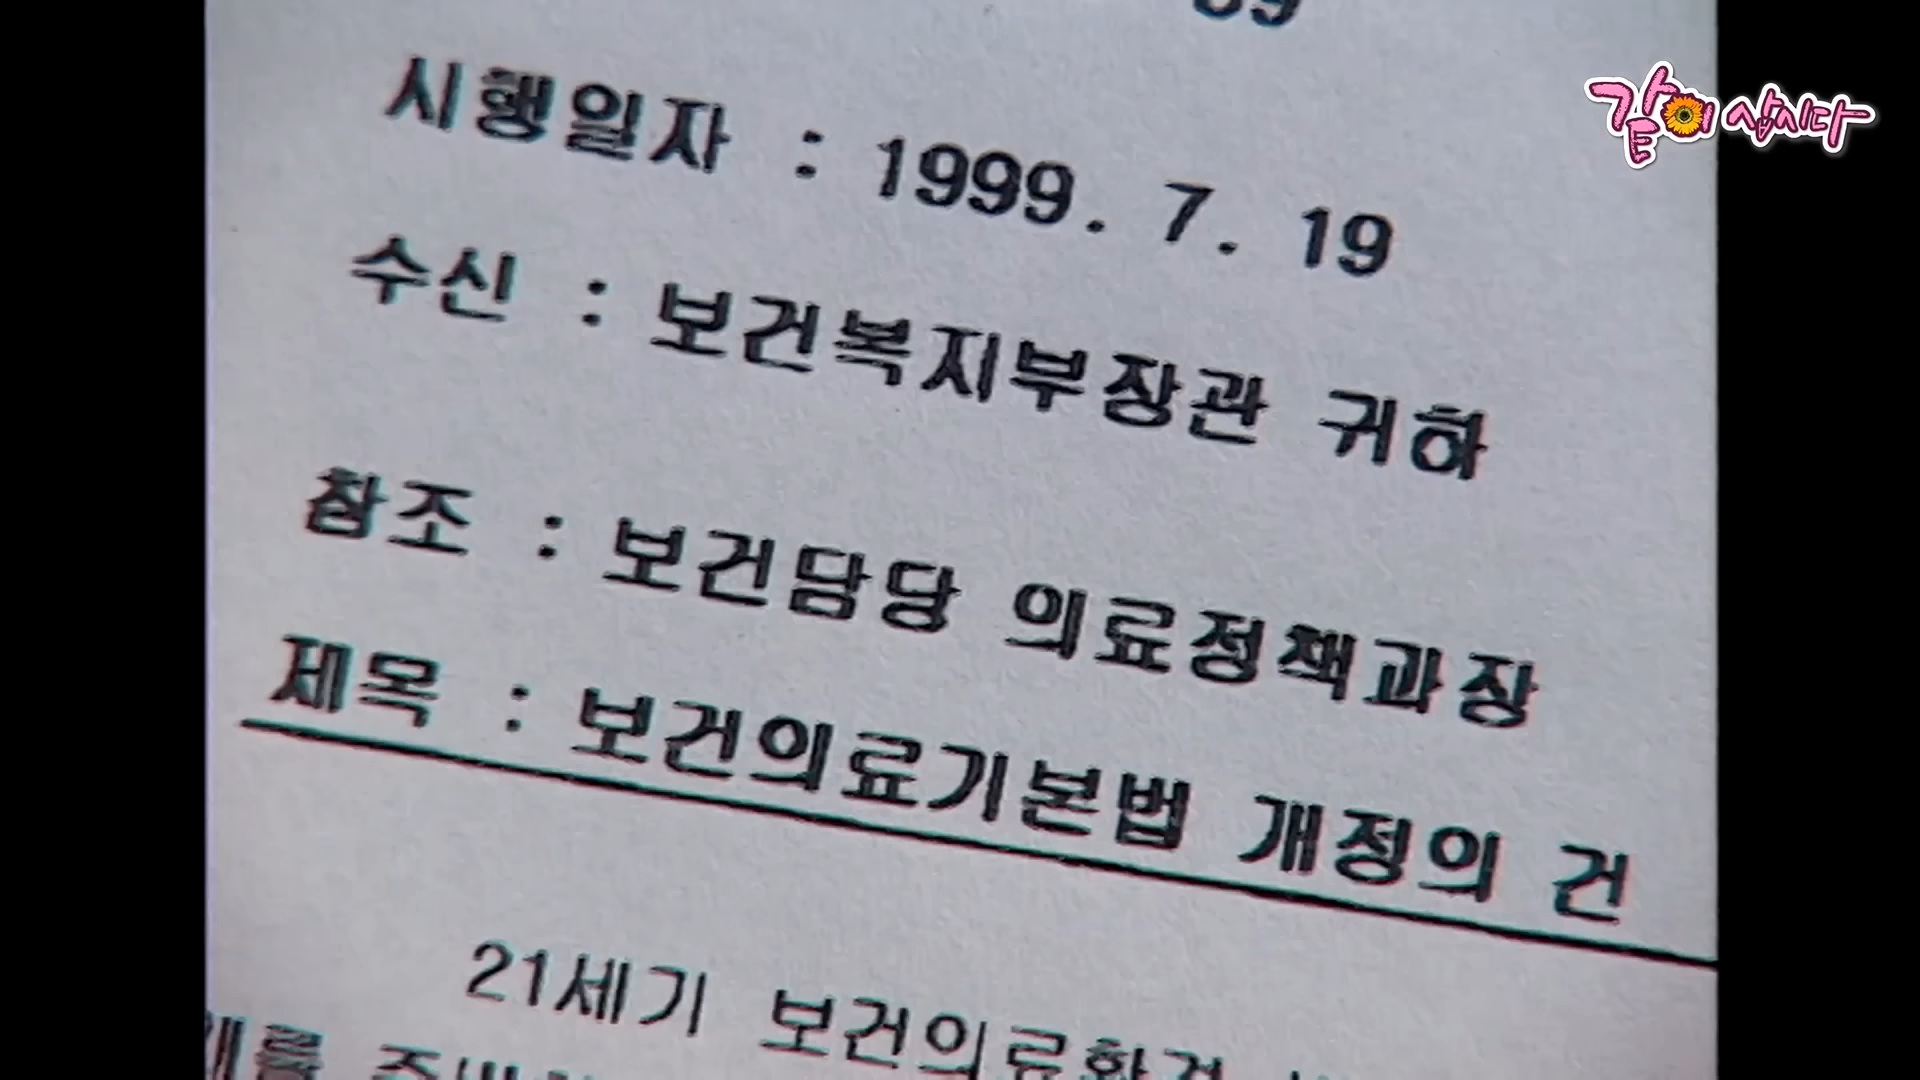 같이 삽시다
시행일자 : 1999. 7. 19
수신 : 보건복지부장관 귀하
참조 : 보건담당 의료정책과장
제목 : 보건의료기본법 개정의 건
21세기 보건의료환경